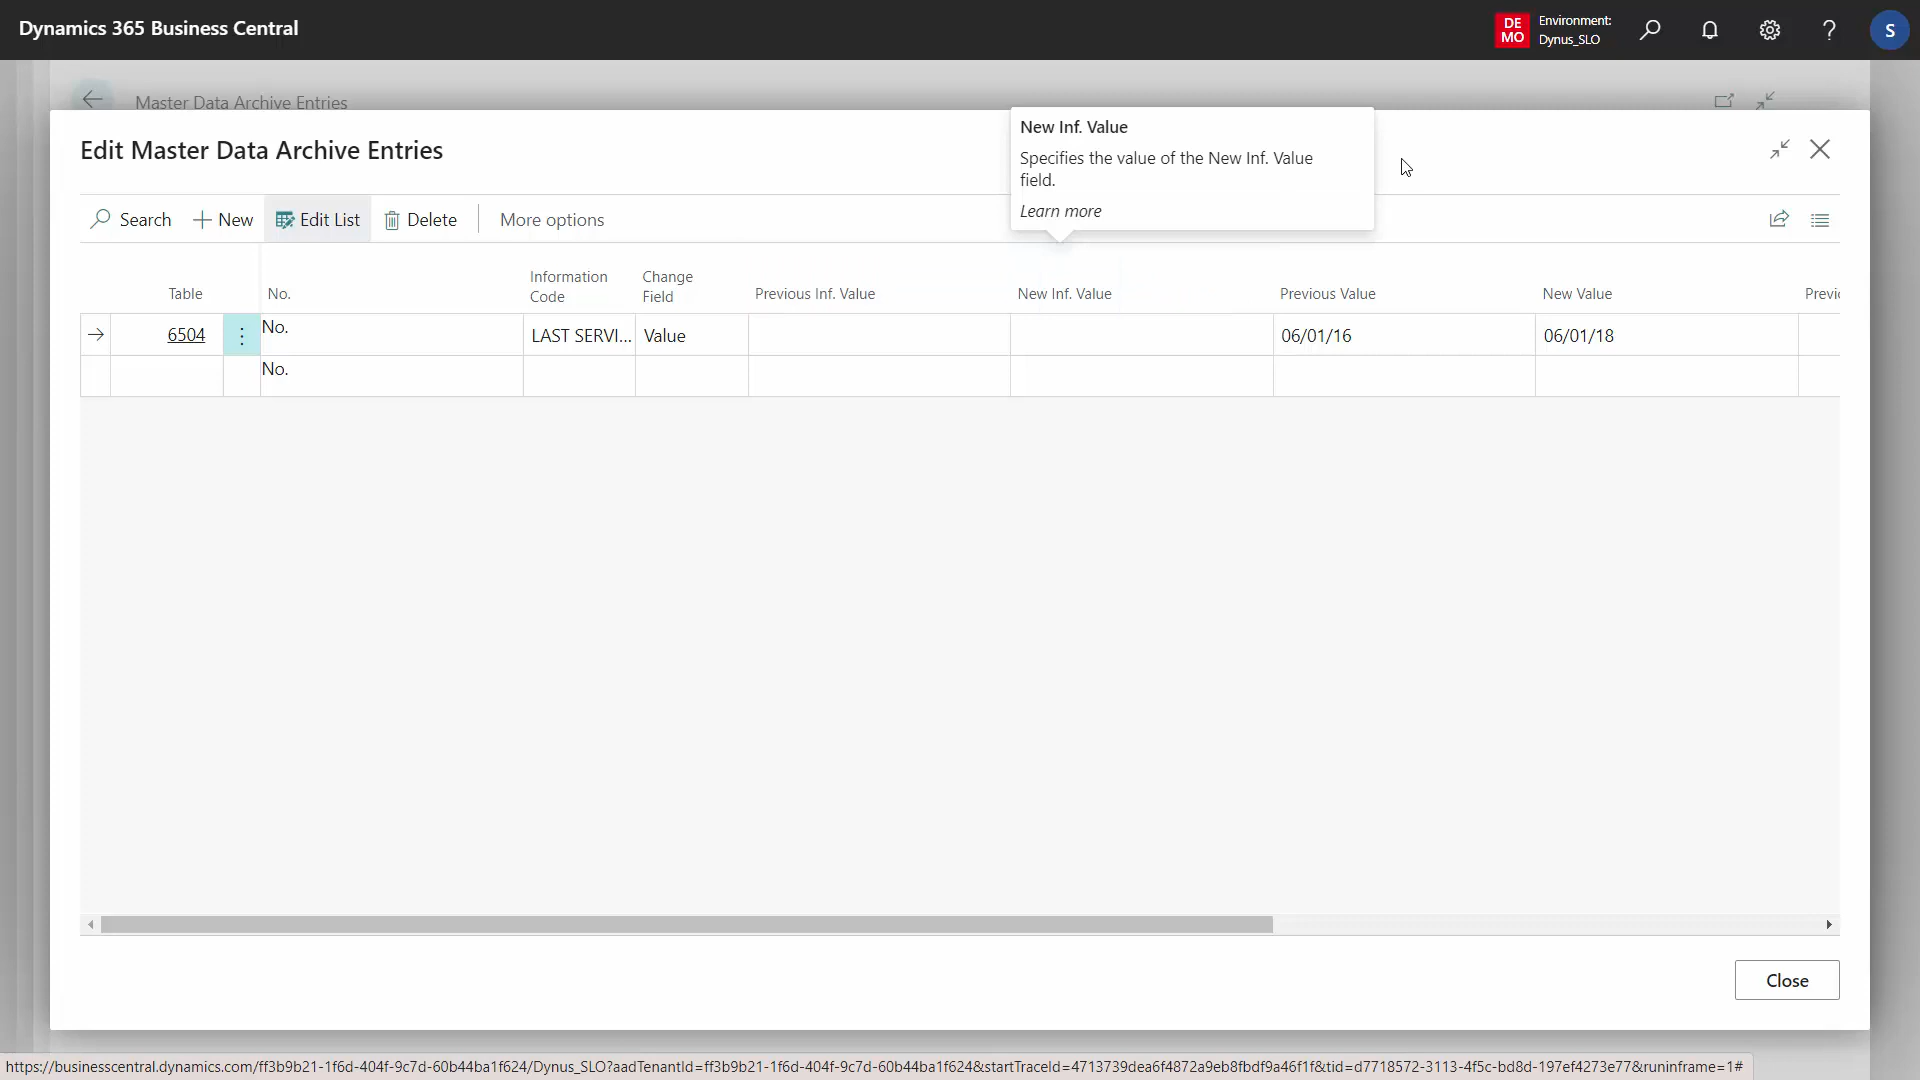 Dynamics 365 Business Central
DE
MO
Environment:
Dynus_SLO
S
Master Data Archive Entries
Edit Master Data Archive Entries
New Inf. Value
Specifies the value of the New Inf. Value
field.
Learn more
Search
New
Edit List
Delete
More options
Table
No.
Information
Code
Change
Field
Previous Inf. Value
New Inf. Value
Previous Value
New Value
Previc
6504
No.
LAST SERVI...
Value
06/01/16
06/01/18
No.
Close
https://businesscentral.dynamics.com/ff3b9b21-1f6d-404f-9c7d-60b44ba1f624/Dynus_SLO?aadTenantId=ff3b9b21-1f6d-404f-9c7d-60b44ba1f624&startTraceId=4713739dea6f4872a9eb8fbdf9a46f1f&tid=d7718572-3113-4f5c-bd8d-197ef4273e77&runinframe=1#